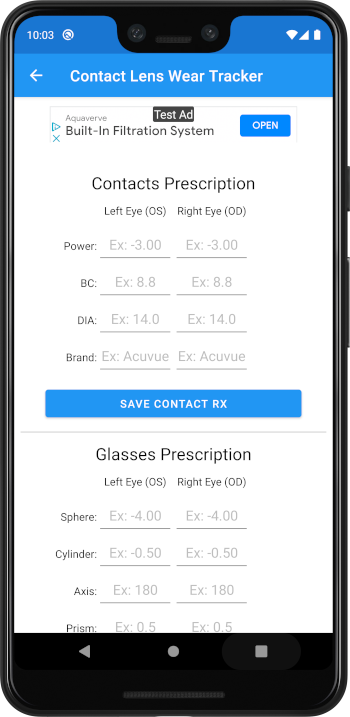 10:03
Contact Lens Wear Tracker
Aquaverve
Test Ad
Built-In Filtration System
OPEN
Contacts Prescription
Left Eye (OS) Right Eye (OD)
Power: Ex: -3.00 Ex: -3.00
BC: Ex: 8.8 Ex: 8.8
DIA: Ex: 14.0 Ex: 14.0
Brand: Ex: Acuvue Ex: Acuvue
SAVE CONTACT RX
Glasses Prescription
Left Eye (OS) Right Eye (OD)
Sphere: Ex: -4.00 Ex: -4.00
Cylinder: Ex: -0.50 Ex: -0.50
Axis: Ex: 180 Ex: 180
Prism: Ex: 0.5 Ex: 0.5